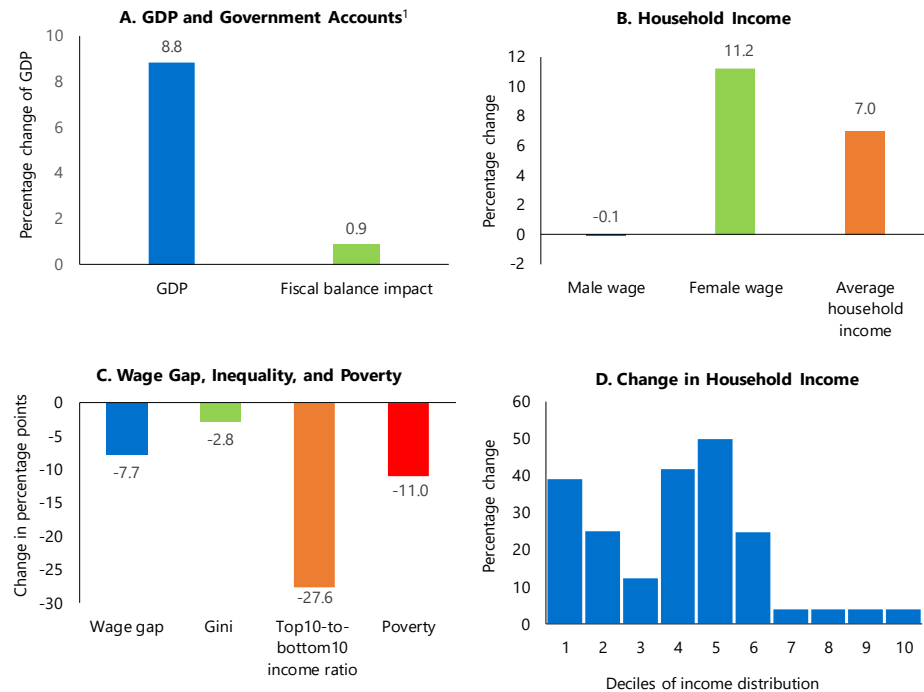 A. GDP and Government Accounts¹
Percentage change of GDP
10
8
6
4
2
0
8.8
0.9
GDP
Fiscal balance impact
B. Household Income
Percentage change
12
10
8
6
4
2
0
-2
-0.1
11.2
7.0
Male wage
Female wage
Average
household
income
C. Wage Gap, Inequality, and Poverty
Change in percentage points
0
-5
-10
-15
-20
-25
-30
-7.7
-2.8
-27.6
-11.0
Wage gap
Gini
Top10-to-
bottom10
income ratio
Poverty
D. Change in Household Income
Percentage change
60
50
40
30
20
10
0
1 2 3 4 5 6 7 8 9 10
Deciles of income distribution